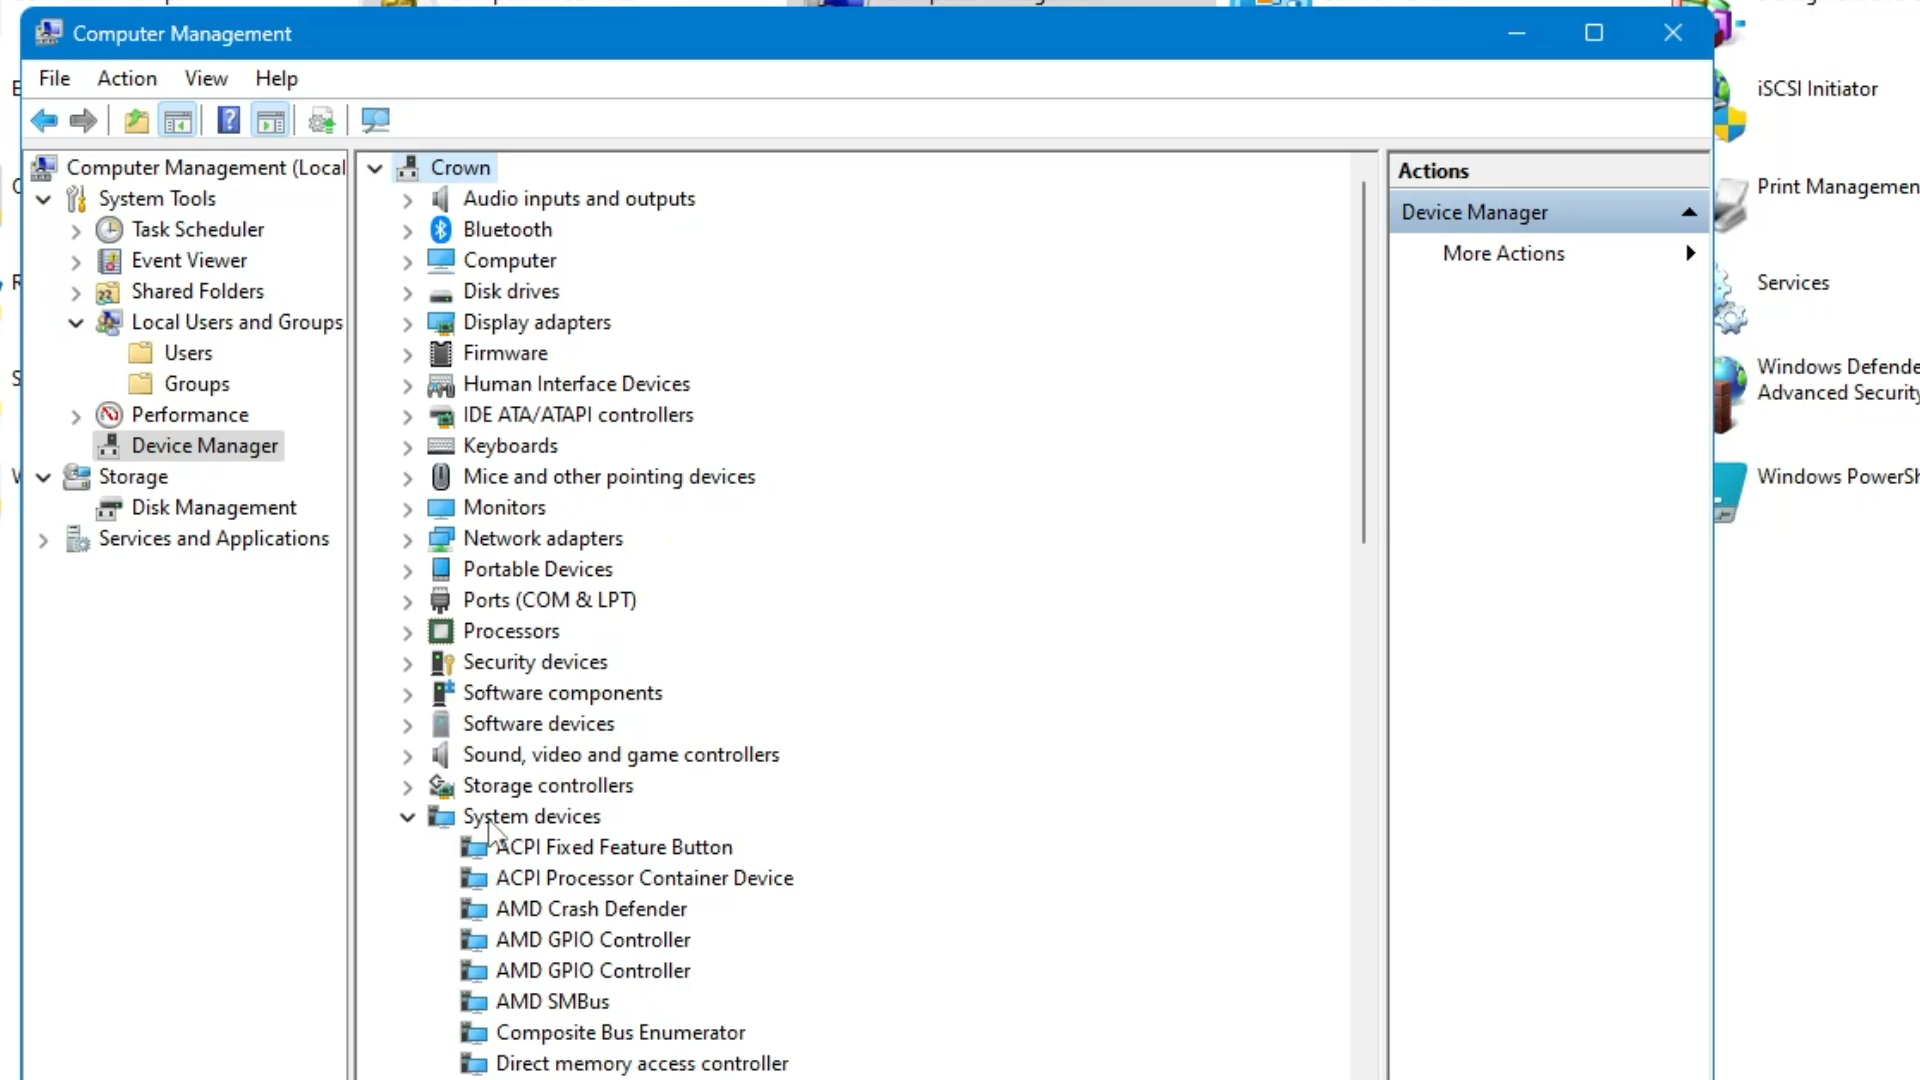 Computer Management
File Action View Help
Computer Management (Local
System Tools
Task Scheduler
Event Viewer
Shared Folders
Local Users and Groups
Users
Groups
Performance
Device Manager
Storage
Disk Management
Services and Applications
Crown
Audio inputs and outputs
Bluetooth
Computer
Disk drives
Display adapters
Firmware
Human Interface Devices
IDE ATA/ATAPI controllers
Keyboards
Mice and other pointing devices
Monitors
Network adapters
Portable Devices
Ports (COM & LPT)
Processors
Security devices
Software components
Software devices
Sound, video and game controllers
Storage controllers
System devices
ACPI Fixed Feature Button
ACPI Processor Container Device
AMD Crash Defender
AMD GPIO Controller
AMD GPIO Controller
AMD SMBus
Composite Bus Enumerator
Direct memory access controller
Actions
Device Manager
More Actions
iSCSI Initiator
Print Managemen
Services
Windows Defende
Advanced Security
Windows PowerSh